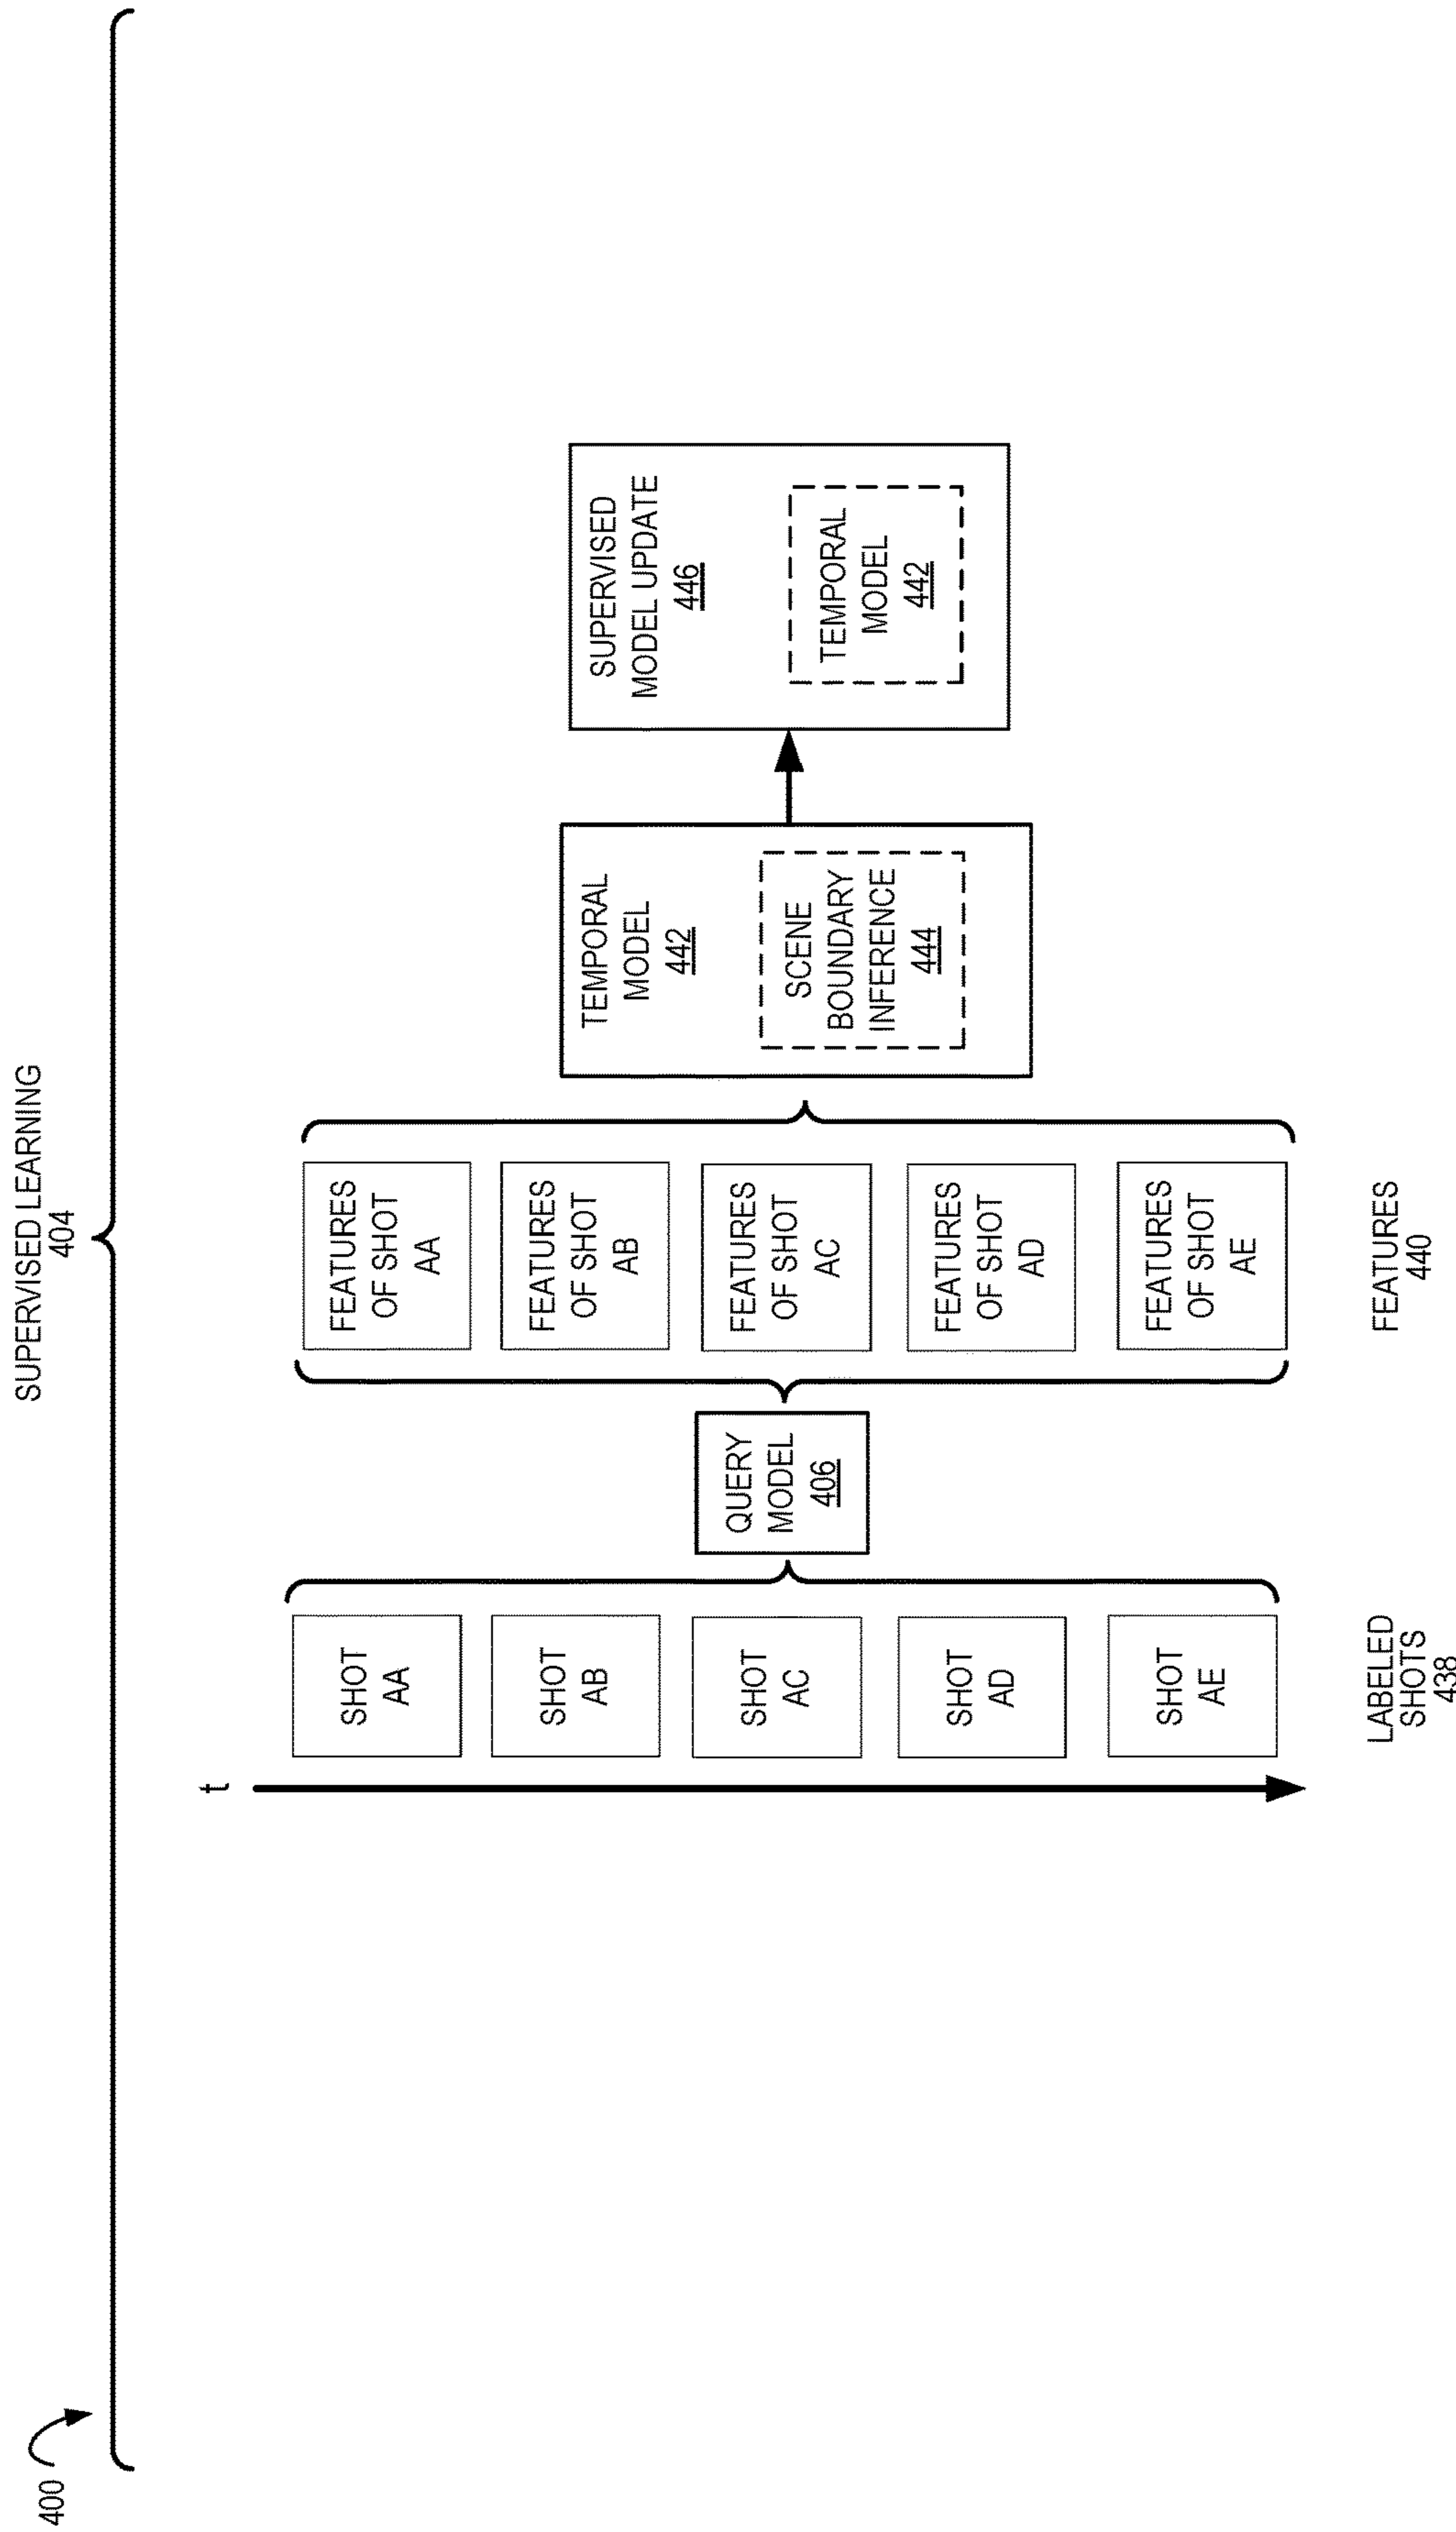 400
SUPERVISED LEARNING
404
t
SHOT
AA
SHOT
AB
SHOT
AC
SHOT
AD
SHOT
AE
LABELED
SHOTS
438
QUERY
MODEL
406
FEATURES
OF SHOT
AA
FEATURES
OF SHOT
AB
FEATURES
OF SHOT
AC
FEATURES
OF SHOT
AD
FEATURES
OF SHOT
AE
FEATURES
440
TEMPORAL
MODEL
442
SCENE
BOUNDARY
INFERENCE
444
SUPERVISED
MODEL UPDATE
446
TEMPORAL
MODEL
442